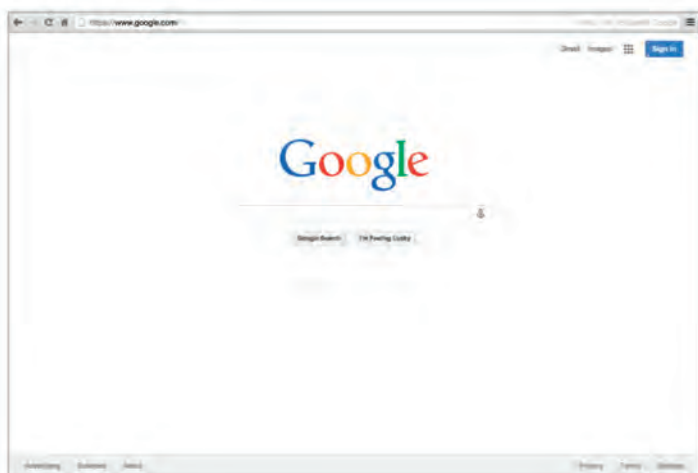 https://www.google.com/
Gmail Images Sign in
Google
Google Search I'm Feeling Lucky
Advertising Business About Privacy Terms Settings